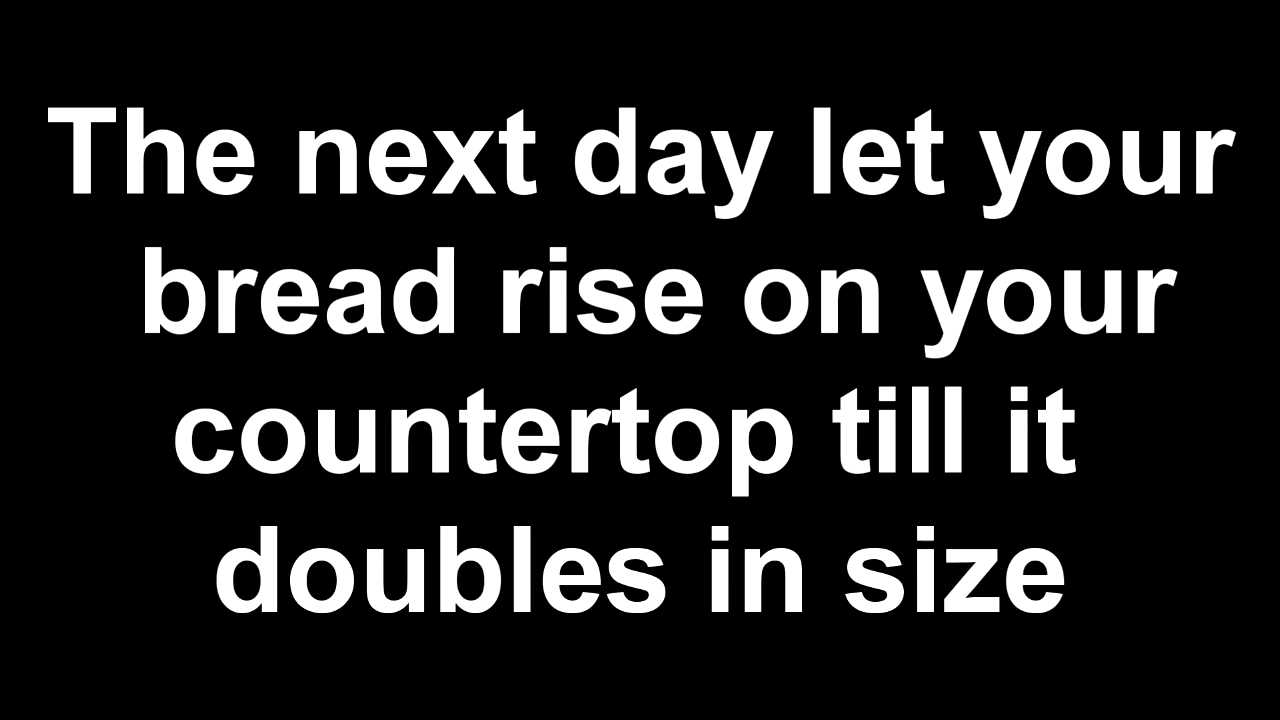 The next day let your
bread rise on your
countertop till it
doubles in size